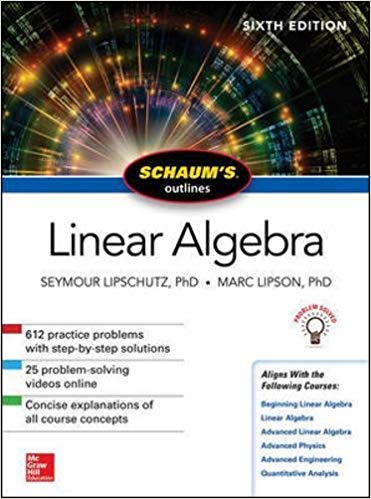 SIXTH EDITION
SCHAUM'S
outlines
Linear Algebra
SEYMOUR LIPSCHUTZ, PhD • MARC LIPSON, PhD
PROBLEM SOLVED
612 practice problems
with step-by-step solutions
25 problem-solving
videos online
Concise explanations of
all course concepts
Aligns With the
Following Courses:
Beginning Linear Algebra
Linear Algebra
Advanced Linear Algebra
Advanced Physics
Advanced Engineering
Quantitative Analysis
Mc
Graw
Hill
Education